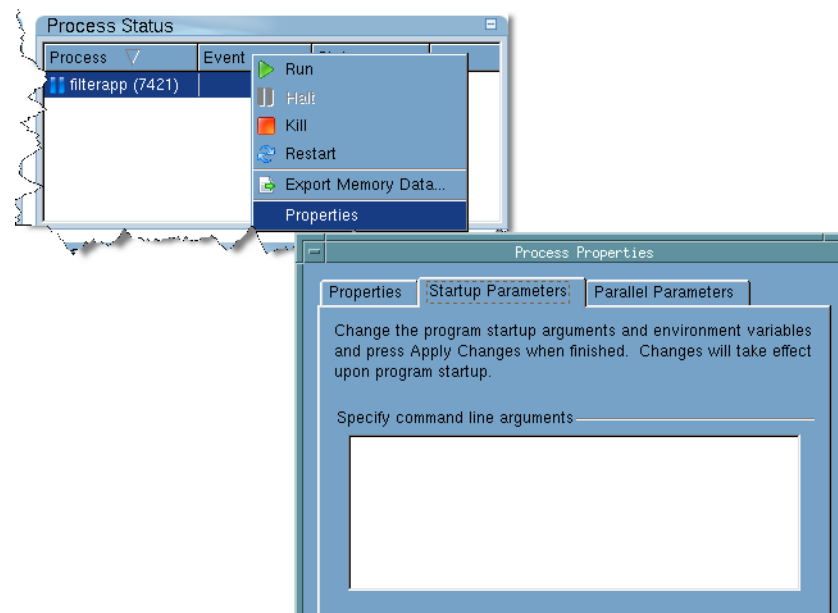 Process Status
Process Event
filterapp (7421)
Run
Halt
Kill
Restart
Export Memory Data...
Properties
Process Properties
Properties Startup Parameters Parallel Parameters
Change the program startup arguments and environment variables
and press Apply Changes when finished. Changes will take effect
upon program startup.
Specify command line arguments